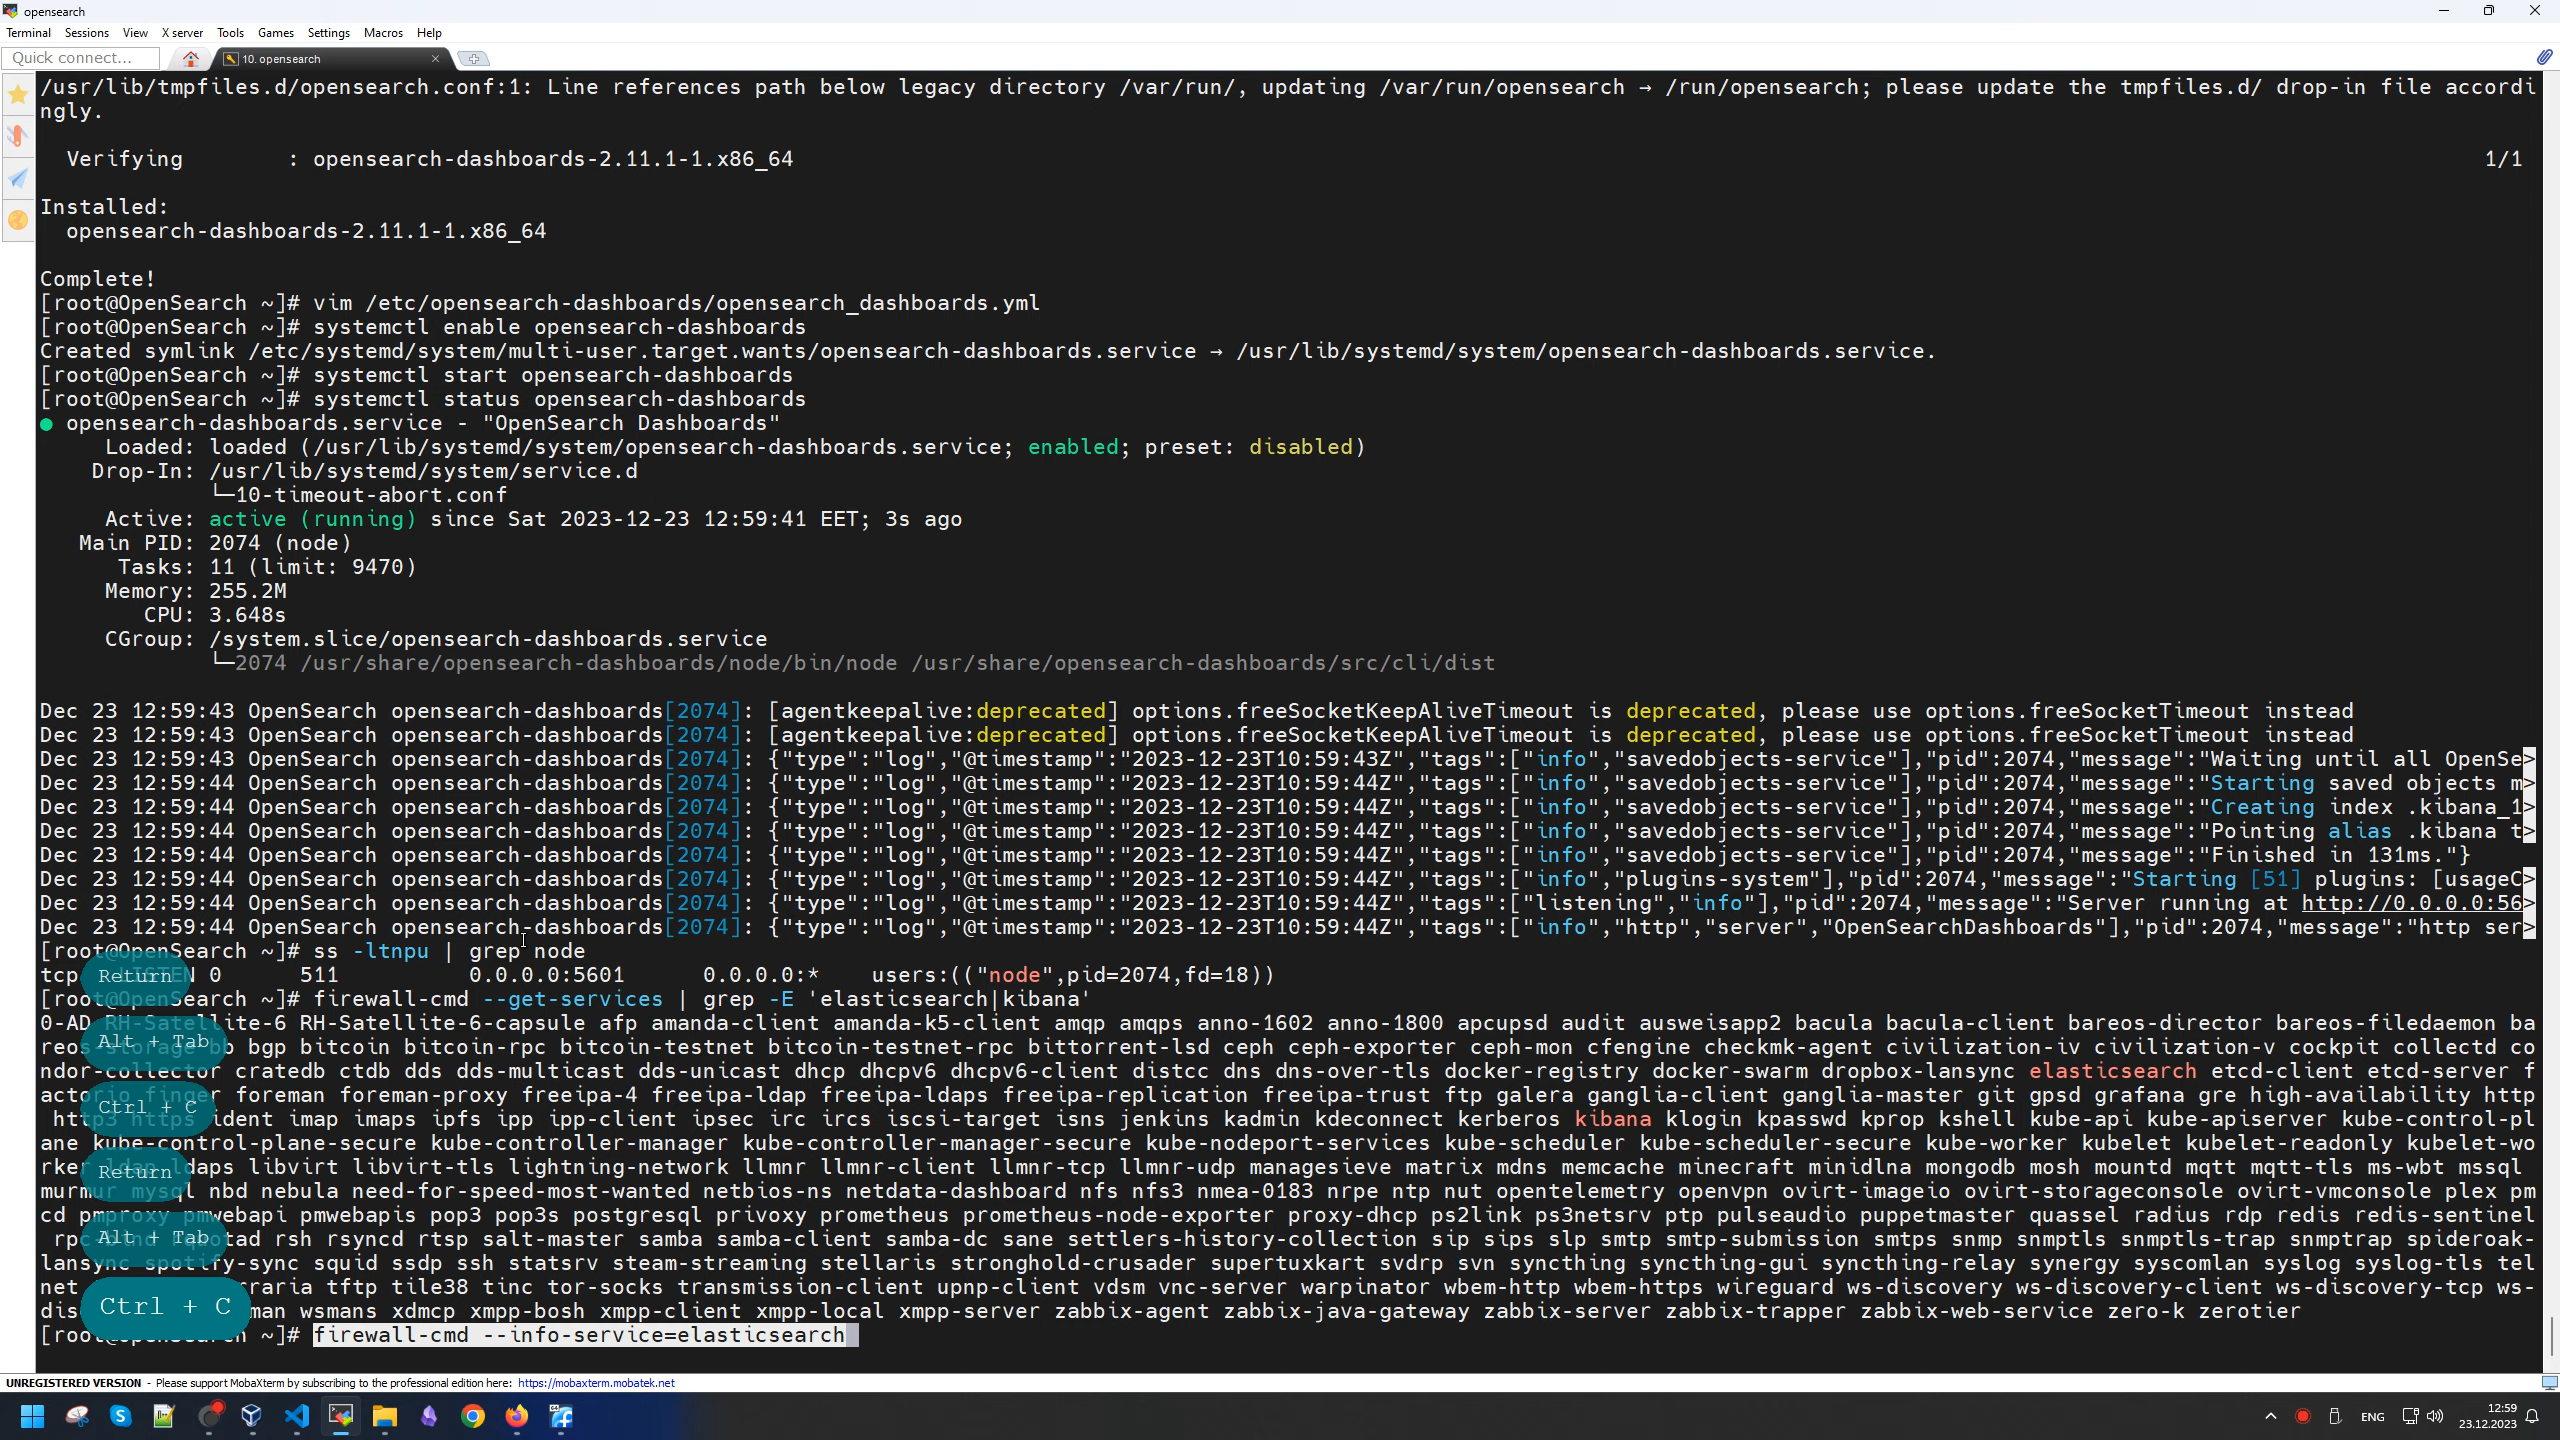 opensearch
Terminal Sessions View X server Tools Games Settings Macros Help
Quick connect... 10. opensearch
/usr/lib/tmpfiles.d/opensearch.conf:1: Line references path below legacy directory /var/run/, updating /var/run/opensearch → /run/opensearch; please update the tmpfiles.d/ drop-in file accordi
ngly.
Verifying : opensearch-dashboards-2.11.1-1.x86_64 1/1
Installed:
opensearch-dashboards-2.11.1-1.x86_64
Complete!
[root@OpenSearch ~]# vim /etc/opensearch-dashboards/opensearch_dashboards.yml
[root@OpenSearch ~]# systemctl enable opensearch-dashboards
Created symlink /etc/systemd/system/multi-user.target.wants/opensearch-dashboards.service → /usr/lib/systemd/system/opensearch-dashboards.service.
[root@OpenSearch ~]# systemctl start opensearch-dashboards
[root@OpenSearch ~]# systemctl status opensearch-dashboards
● opensearch-dashboards.service - "OpenSearch Dashboards"
Loaded: loaded (/usr/lib/systemd/system/opensearch-dashboards.service; enabled; preset: disabled)
Drop-In: /usr/lib/systemd/system/service.d
└─10-timeout-abort.conf
Active: active (running) since Sat 2023-12-23 12:59:41 EET; 3s ago
Main PID: 2074 (node)
Tasks: 11 (limit: 9470)
Memory: 255.2M
CPU: 3.648s
CGroup: /system.slice/opensearch-dashboards.service
└─2074 /usr/share/opensearch-dashboards/node/bin/node /usr/share/opensearch-dashboards/src/cli/dist
Dec 23 12:59:43 OpenSearch opensearch-dashboards[2074]: [agentkeepalive:deprecated] options.freeSocketKeepAliveTimeout is deprecated, please use options.freeSocketTimeout instead
Dec 23 12:59:43 OpenSearch opensearch-dashboards[2074]: [agentkeepalive:deprecated] options.freeSocketKeepAliveTimeout is deprecated, please use options.freeSocketTimeout instead
Dec 23 12:59:43 OpenSearch opensearch-dashboards[2074]: {"type":"log","@timestamp":"2023-12-23T10:59:43Z","tags":["info","savedobjects-service"],"pid":2074,"message":"Waiting until all OpenSe>
Dec 23 12:59:44 OpenSearch opensearch-dashboards[2074]: {"type":"log","@timestamp":"2023-12-23T10:59:44Z","tags":["info","savedobjects-service"],"pid":2074,"message":"Starting saved objects m>
Dec 23 12:59:44 OpenSearch opensearch-dashboards[2074]: {"type":"log","@timestamp":"2023-12-23T10:59:44Z","tags":["info","savedobjects-service"],"pid":2074,"message":"Creating index .kibana_1>
Dec 23 12:59:44 OpenSearch opensearch-dashboards[2074]: {"type":"log","@timestamp":"2023-12-23T10:59:44Z","tags":["info","savedobjects-service"],"pid":2074,"message":"Pointing alias .kibana t>
Dec 23 12:59:44 OpenSearch opensearch-dashboards[2074]: {"type":"log","@timestamp":"2023-12-23T10:59:44Z","tags":["info","savedobjects-service"],"pid":2074,"message":"Finished in 131ms."}
Dec 23 12:59:44 OpenSearch opensearch-dashboards[2074]: {"type":"log","@timestamp":"2023-12-23T10:59:44Z","tags":["info","plugins-system"],"pid":2074,"message":"Starting [51] plugins: [usageC>
Dec 23 12:59:44 OpenSearch opensearch-dashboards[2074]: {"type":"log","@timestamp":"2023-12-23T10:59:44Z","tags":["listening","info"],"pid":2074,"message":"Server running at http://0.0.0.0:56>
Dec 23 12:59:44 OpenSearch opensearch-dashboards[2074]: {"type":"log","@timestamp":"2023-12-23T10:59:44Z","tags":["info","http","server","OpenSearchDashboards"],"pid":2074,"message":"http ser>
[root@OpenSearch ~]# ss -ltnpu | grep node
tcp LISTEN 0 511 0.0.0.0:5601 0.0.0.0:* users:(("node",pid=2074,fd=18))
[root@OpenSearch ~]# firewall-cmd --get-services | grep -E 'elasticsearch|kibana'
0-AD RH-Satellite-6 RH-Satellite-6-capsule afp amanda-client amanda-k5-client amqp amqps anno-1602 anno-1800 apcupsd audit ausweisapp2 bacula bacula-client bareos-director bareos-filedaemon ba
reos-storage bb bgp bitcoin bitcoin-rpc bitcoin-testnet bitcoin-testnet-rpc bittorrent-lsd ceph ceph-exporter ceph-mon cfengine checkmk-agent civilization-iv civilization-v cockpit collectd co
ndor-collector cratedb ctdb dds dds-multicast dds-unicast dhcp dhcpv6 dhcpv6-client distcc dns dns-over-tls docker-registry docker-swarm dropbox-lansync elasticsearch etcd-client etcd-server f
actorio finger foreman foreman-proxy freeipa-4 freeipa-ldap freeipa-ldaps freeipa-replication freeipa-trust ftp galera ganglia-client ganglia-master git gpsd grafana gre high-availability http
http3 https ident imap imaps ipfs ipp ipp-client ipsec irc ircs iscsi-target isns jenkins kadmin kdeconnect kerberos kibana klogin kpasswd kprop kshell kube-api kube-apiserver kube-control-pl
ane kube-control-plane-secure kube-controller-manager kube-controller-manager-secure kube-nodeport-services kube-scheduler kube-scheduler-secure kube-worker kubelet kubelet-readonly kubelet-wo
rker ldap ldaps libvirt libvirt-tls lightning-network llmnr llmnr-client llmnr-tcp llmnr-udp managesieve matrix mdns memcache minecraft minidlna mongodb mosh mountd mqtt mqtt-tls ms-wbt mssql
murmur mysql nbd nebula need-for-speed-most-wanted netbios-ns netdata-dashboard nfs nfs3 nmea-0183 nrpe ntp nut opentelemetry openvpn ovirt-imageio ovirt-storageconsole ovirt-vmconsole plex pm
cd pmproxy pmwebapi pmwebapis pop3 pop3s postgresql privoxy prometheus prometheus-node-exporter proxy-dhcp ps2link ps3netsrv ptp pulseaudio puppetmaster quassel radius rdp redis redis-sentinel
rpc-bind rquotad rsh rsyncd rtsp salt-master samba samba-client samba-dc sane settlers-history-collection sip sips slp smtp smtp-submission smtps snmp snmptls snmptls-trap snmptrap spideroak-
lansync spotify-sync squid ssdp ssh statsrv steam-streaming stellaris stronghold-crusader supertuxkart svdrp svn syncthing syncthing-gui syncthing-relay synergy syscomlan syslog syslog-tls tel
net rraria tftp tile38 tinc tor-socks transmission-client upnp-client vdsm vnc-server warpinator wbem-http wbem-https wireguard ws-discovery ws-discovery-client ws-discovery-tcp ws-
dis man wsmans xdmcp xmpp-bosh xmpp-client xmpp-local xmpp-server zabbix-agent zabbix-java-gateway zabbix-server zabbix-trapper zabbix-web-service zero-k zerotier
[root@OpenSearch ~]# firewall-cmd --info-service=elasticsearch
Return
Alt + Tab
Ctrl + C
Return
Alt + Tab
Ctrl + C
UNREGISTERED VERSION - Please support MobaXterm by subscribing to the professional edition here: https://mobaxterm.mobatek.net
ENG 12:59
23.12.2023